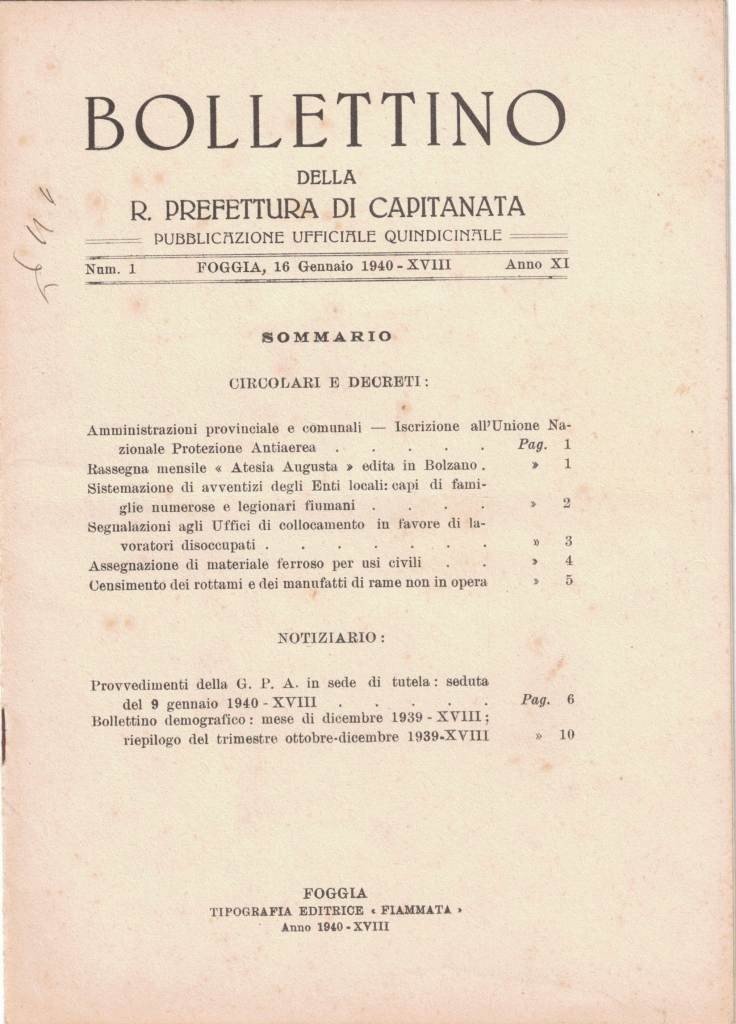 BOLLETTINO
DELLA
R. PREFETTURA DI CAPITANATA
PUBBLICAZIONE UFFICIALE QUINDICINALE
Num. 1 FOGGIA, 16 Gennaio 1940 - XVIII Anno XI
SOMMARIO
CIRCOLARI E DECRETI:
Amministrazioni provinciale e comunali — Iscrizione all'Unione Na-
zionale Protezione Antiaerea . . . . . Pag. 1
Rassegna mensile « Atesia Augusta » edita in Bolzano . » 1
Sistemazione di avventizi degli Enti locali: capi di fami-
glie numerose e legionari fiumani . . . . » 2
Segnalazioni agli Uffici di collocamento in favore di la-
voratori disoccupati . . . . . . . » 3
Assegnazione di materiale ferroso per usi civili . . » 4
Censimento dei rottami e dei manufatti di rame non in opera » 5
NOTIZIARIO:
Provvedimenti della G. P. A. in sede di tutela: seduta
del 9 gennaio 1940 - XVIII . . . . . Pag. 6
Bollettino demografico: mese di dicembre 1939 - XVIII;
riepilogo del trimestre ottobre-dicembre 1939-XVIII » 10
FOGGIA
TIPOGRAFIA EDITRICE « FIAMMATA »
Anno 1940 - XVIII